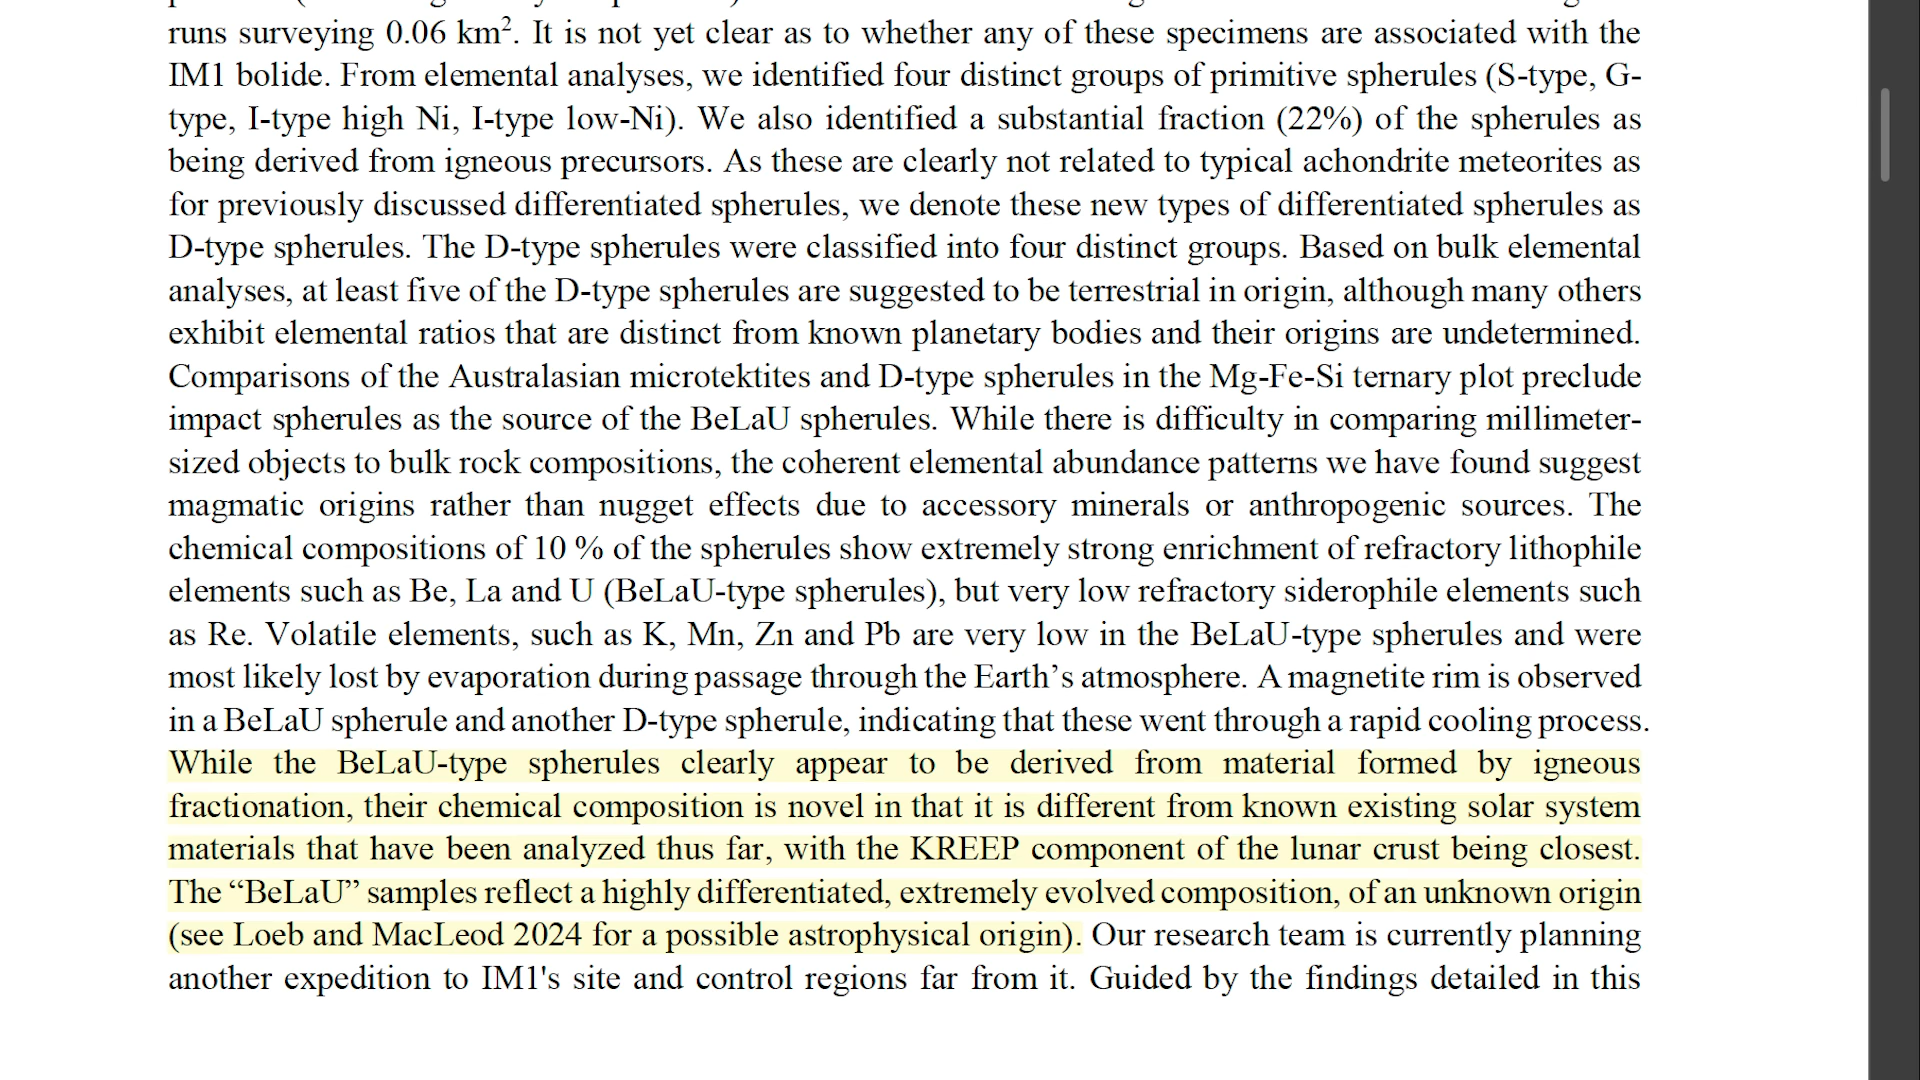 runs surveying 0.06 km². It is not yet clear as to whether any of these specimens are associated with the
IM1 bolide. From elemental analyses, we identified four distinct groups of primitive spherules (S-type, G-
type, I-type high Ni, I-type low-Ni). We also identified a substantial fraction (22%) of the spherules as
being derived from igneous precursors. As these are clearly not related to typical achondrite meteorites as
for previously discussed differentiated spherules, we denote these new types of differentiated spherules as
D-type spherules. The D-type spherules were classified into four distinct groups. Based on bulk elemental
analyses, at least five of the D-type spherules are suggested to be terrestrial in origin, although many others
exhibit elemental ratios that are distinct from known planetary bodies and their origins are undetermined.
Comparisons of the Australasian microtektites and D-type spherules in the Mg-Fe-Si ternary plot preclude
impact spherules as the source of the BeLaU spherules. While there is difficulty in comparing millimeter-
sized objects to bulk rock compositions, the coherent elemental abundance patterns we have found suggest
magmatic origins rather than nugget effects due to accessory minerals or anthropogenic sources. The
chemical compositions of 10 % of the spherules show extremely strong enrichment of refractory lithophile
elements such as Be, La and U (BeLaU-type spherules), but very low refractory siderophile elements such
as Re. Volatile elements, such as K, Mn, Zn and Pb are very low in the BeLaU-type spherules and were
most likely lost by evaporation during passage through the Earth’s atmosphere. A magnetite rim is observed
in a BeLaU spherule and another D-type spherule, indicating that these went through a rapid cooling process.
While the BeLaU-type spherules clearly appear to be derived from material formed by igneous
fractionation, their chemical composition is novel in that it is different from known existing solar system
materials that have been analyzed thus far, with the KREEP component of the lunar crust being closest.
The “BeLaU” samples reflect a highly differentiated, extremely evolved composition, of an unknown origin
(see Loeb and MacLeod 2024 for a possible astrophysical origin). Our research team is currently planning
another expedition to IM1's site and control regions far from it. Guided by the findings detailed in this